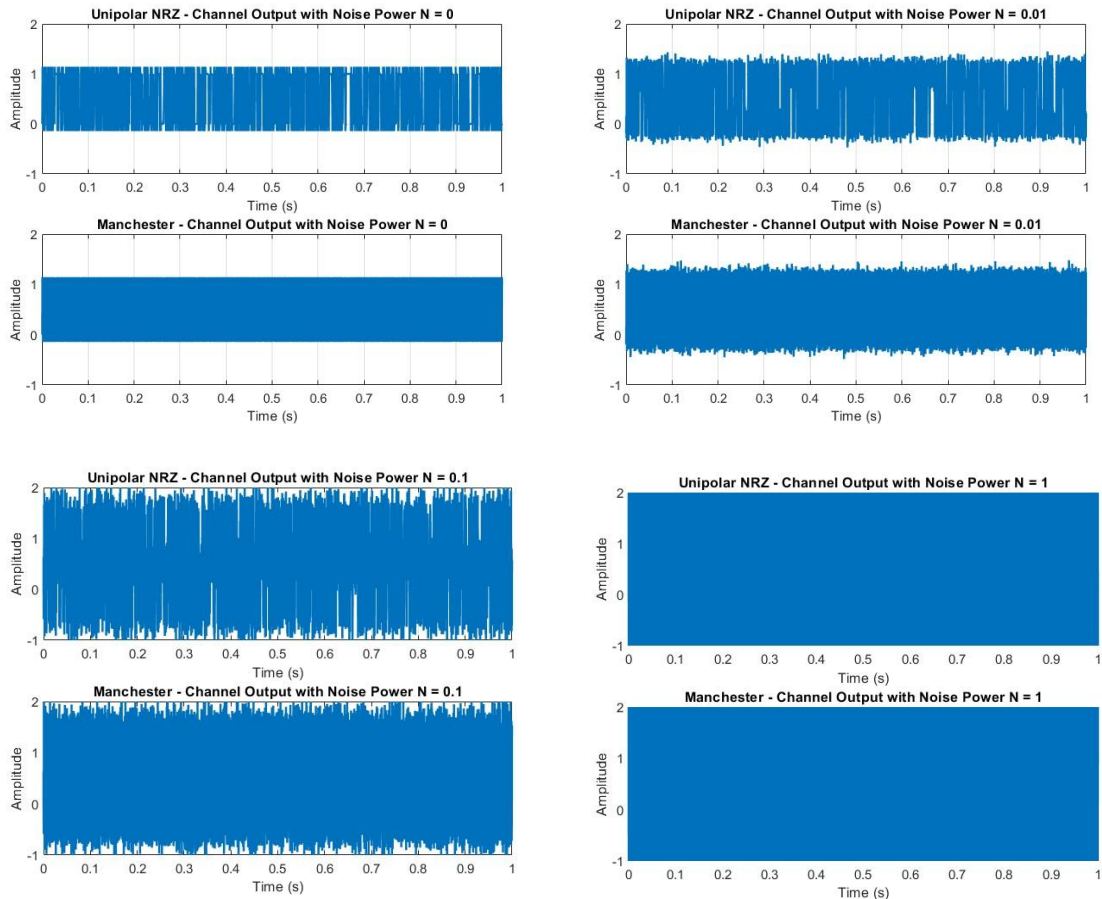 Unipolar NRZ - Channel Output with Noise Power N = 0
2
1
0
-1
Amplitude
0 0.1 0.2 0.3 0.4 0.5 0.6 0.7 0.8 0.9 1
Time (s)
Manchester - Channel Output with Noise Power N = 0
2
1
0
-1
Amplitude
0 0.1 0.2 0.3 0.4 0.5 0.6 0.7 0.8 0.9 1
Time (s)
Unipolar NRZ - Channel Output with Noise Power N = 0.01
2
1
0
-1
Amplitude
0 0.1 0.2 0.3 0.4 0.5 0.6 0.7 0.8 0.9 1
Time (s)
Manchester - Channel Output with Noise Power N = 0.01
2
1
0
-1
Amplitude
0 0.1 0.2 0.3 0.4 0.5 0.6 0.7 0.8 0.9 1
Time (s)
Unipolar NRZ - Channel Output with Noise Power N = 0.1
2
1
0
-1
Amplitude
0 0.1 0.2 0.3 0.4 0.5 0.6 0.7 0.8 0.9 1
Time (s)
Manchester - Channel Output with Noise Power N = 0.1
2
1
0
-1
Amplitude
0 0.1 0.2 0.3 0.4 0.5 0.6 0.7 0.8 0.9 1
Time (s)
Unipolar NRZ - Channel Output with Noise Power N = 1
2
1
0
-1
Amplitude
0 0.1 0.2 0.3 0.4 0.5 0.6 0.7 0.8 0.9 1
Time (s)
Manchester - Channel Output with Noise Power N = 1
2
1
0
-1
Amplitude
0 0.1 0.2 0.3 0.4 0.5 0.6 0.7 0.8 0.9 1
Time (s)